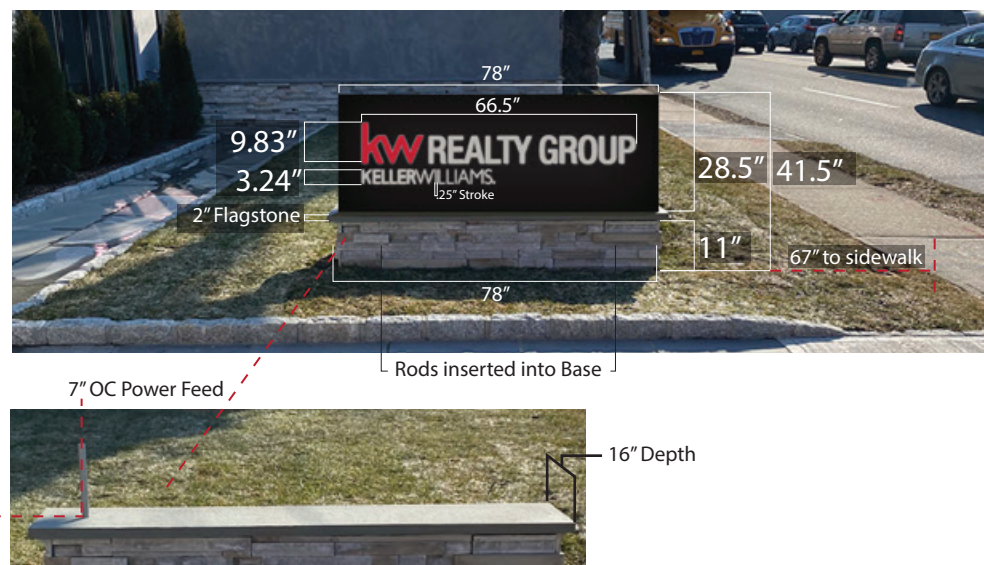 78”
66.5”
9.83”
kw REALTY GROUP
28.5”
41.5”
3.24”
KELLERWILLIAMS.
.25” Stroke
2” Flagstone
11”
67” to sidewalk
78”
Rods inserted into Base
7” OC Power Feed
16” Depth